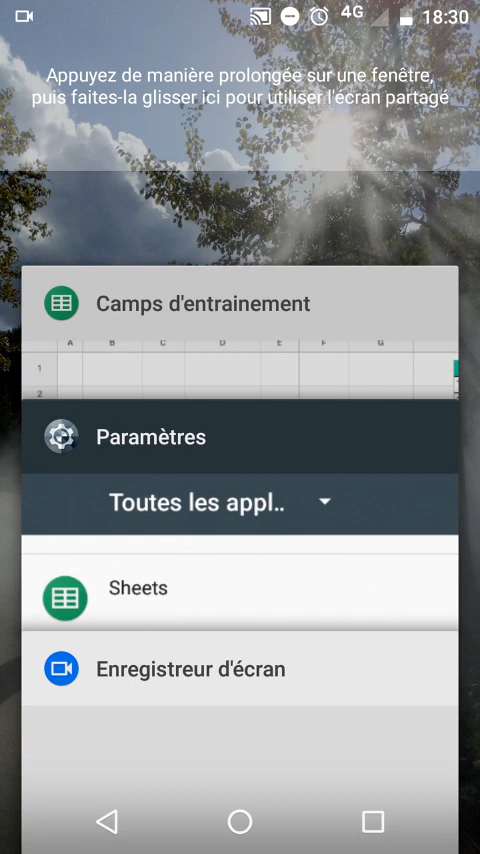 4G 18:30
Appuyez de manière prolongée sur une fenêtre,
puis faites-la glisser ici pour utiliser l'écran partagé
Camps d'entrainement
A B C D E F G
1
2
Paramètres
Toutes les appl..
Sheets
Enregistreur d'écran